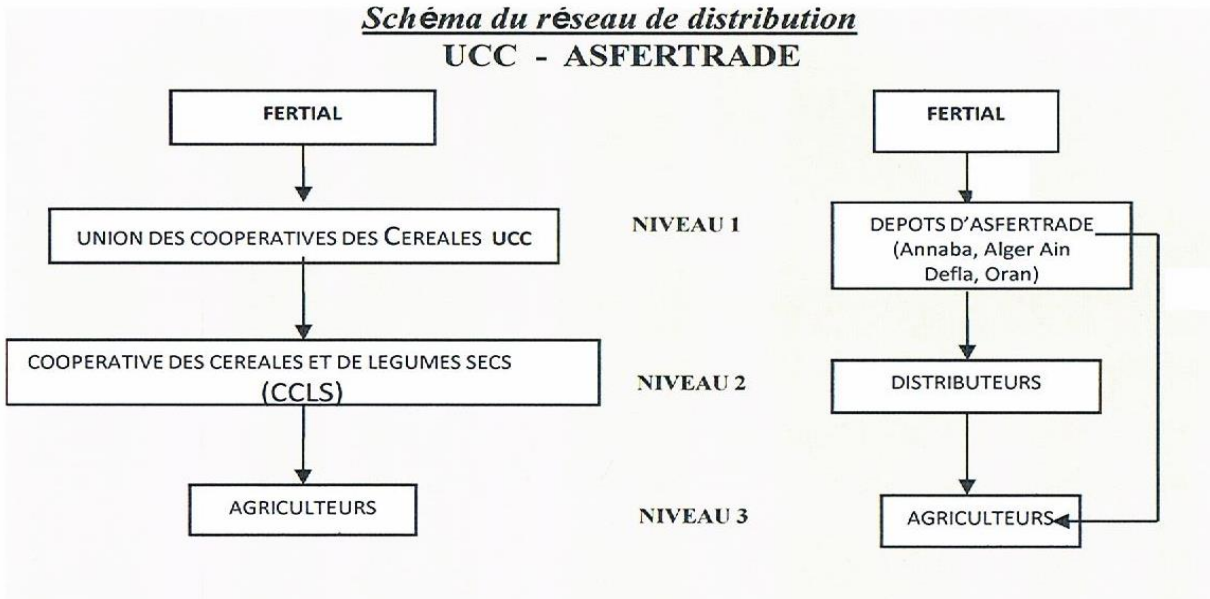 Schéma du réseau de distribution
UCC - ASFERTRADE
FERTIAL
FERTIAL
UNION DES COOPERATIVES DES CEREALES UCC
NIVEAU 1
DEPOTS D'ASFERTRADE
(Annaba, Alger Ain
Defla, Oran)
COOPERATIVE DES CEREALES ET DE LEGUMES SECS
(CCLS)
NIVEAU 2
DISTRIBUTEURS
AGRICULTEURS
NIVEAU 3
AGRICULTEURS